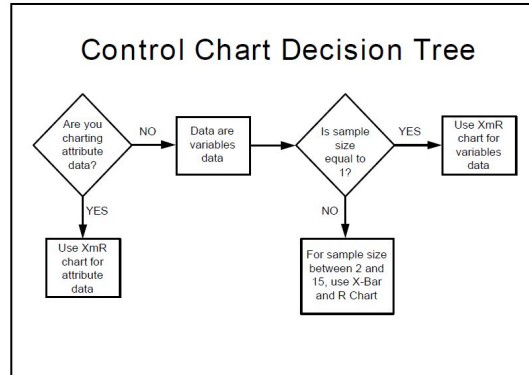 Control Chart Decision Tree
Are you
charting
attribute
data?
NO
Data are
variables
data
Is sample
size
equal to
1?
YES
Use XmR
chart for
variables
data
YES
Use XmR
chart for
attribute
data
NO
For sample size
between 2 and
15, use X-Bar
and R Chart